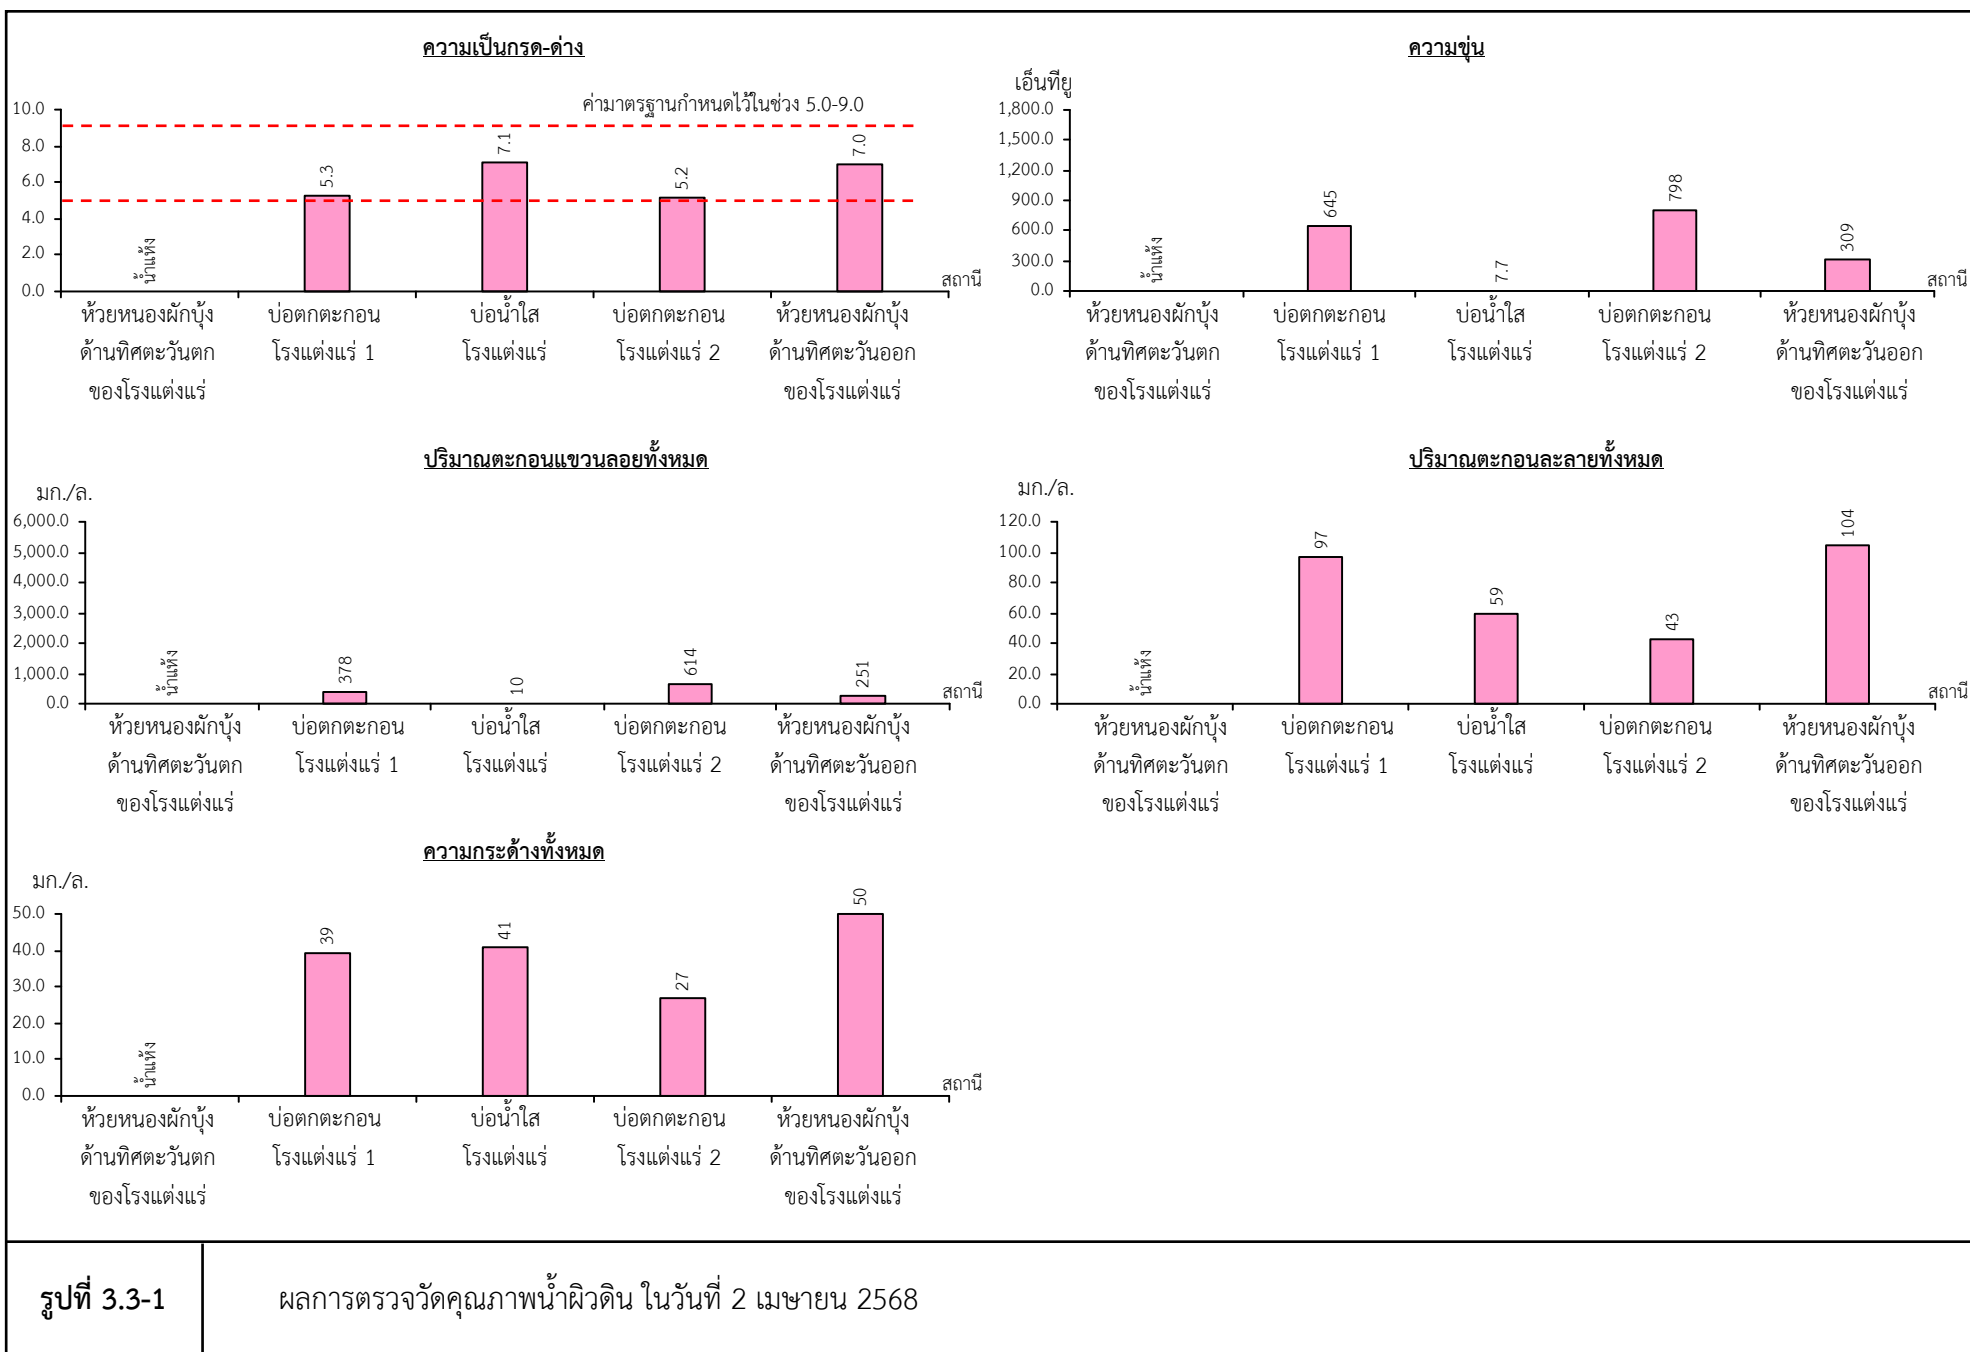 ความเป็นกรด-ด่าง
ค่ามาตรฐานกำหนดไว้ในช่วง 5.0-9.0
10.0
8.0
6.0
4.0
2.0
0.0
น้ำแห้ง
5.3
7.1
5.2
7.0
สถานี
ห้วยหนองผักบุ้ง ด้านทิศตะวันตก ของโรงแต่งแร่
บ่อตกตะกอน โรงแต่งแร่ 1
บ่อน้ำใส โรงแต่งแร่
บ่อตกตะกอน โรงแต่งแร่ 2
ห้วยหนองผักบุ้ง ด้านทิศตะวันออก ของโรงแต่งแร่
ความขุ่น
เอ็นทียู
1,800.0
1,500.0
1,200.0
900.0
600.0
300.0
0.0
น้ำแห้ง
645
7.7
798
309
สถานี
ห้วยหนองผักบุ้ง ด้านทิศตะวันตก ของโรงแต่งแร่
บ่อตกตะกอน โรงแต่งแร่ 1
บ่อน้ำใส โรงแต่งแร่
บ่อตกตะกอน โรงแต่งแร่ 2
ห้วยหนองผักบุ้ง ด้านทิศตะวันออก ของโรงแต่งแร่
ปริมาณตะกอนแขวนลอยทั้งหมด
มก./ล.
6,000.0
5,000.0
4,000.0
3,000.0
2,000.0
1,000.0
0.0
น้ำแห้ง
378
10
614
251
สถานี
ห้วยหนองผักบุ้ง ด้านทิศตะวันตก ของโรงแต่งแร่
บ่อตกตะกอน โรงแต่งแร่ 1
บ่อน้ำใส โรงแต่งแร่
บ่อตกตะกอน โรงแต่งแร่ 2
ห้วยหนองผักบุ้ง ด้านทิศตะวันออก ของโรงแต่งแร่
ปริมาณตะกอนละลายทั้งหมด
มก./ล.
120.0
100.0
80.0
60.0
40.0
20.0
0.0
น้ำแห้ง
97
59
43
104
สถานี
ห้วยหนองผักบุ้ง ด้านทิศตะวันตก ของโรงแต่งแร่
บ่อตกตะกอน โรงแต่งแร่ 1
บ่อน้ำใส โรงแต่งแร่
บ่อตกตะกอน โรงแต่งแร่ 2
ห้วยหนองผักบุ้ง ด้านทิศตะวันออก ของโรงแต่งแร่
ความกระด้างทั้งหมด
มก./ล.
50.0
40.0
30.0
20.0
10.0
0.0
น้ำแห้ง
39
41
27
50
สถานี
ห้วยหนองผักบุ้ง ด้านทิศตะวันตก ของโรงแต่งแร่
บ่อตกตะกอน โรงแต่งแร่ 1
บ่อน้ำใส โรงแต่งแร่
บ่อตกตะกอน โรงแต่งแร่ 2
ห้วยหนองผักบุ้ง ด้านทิศตะวันออก ของโรงแต่งแร่
รูปที่ 3.3-1
ผลการตรวจวัดคุณภาพน้ำผิวดิน ในวันที่ 2 เมษายน 2568